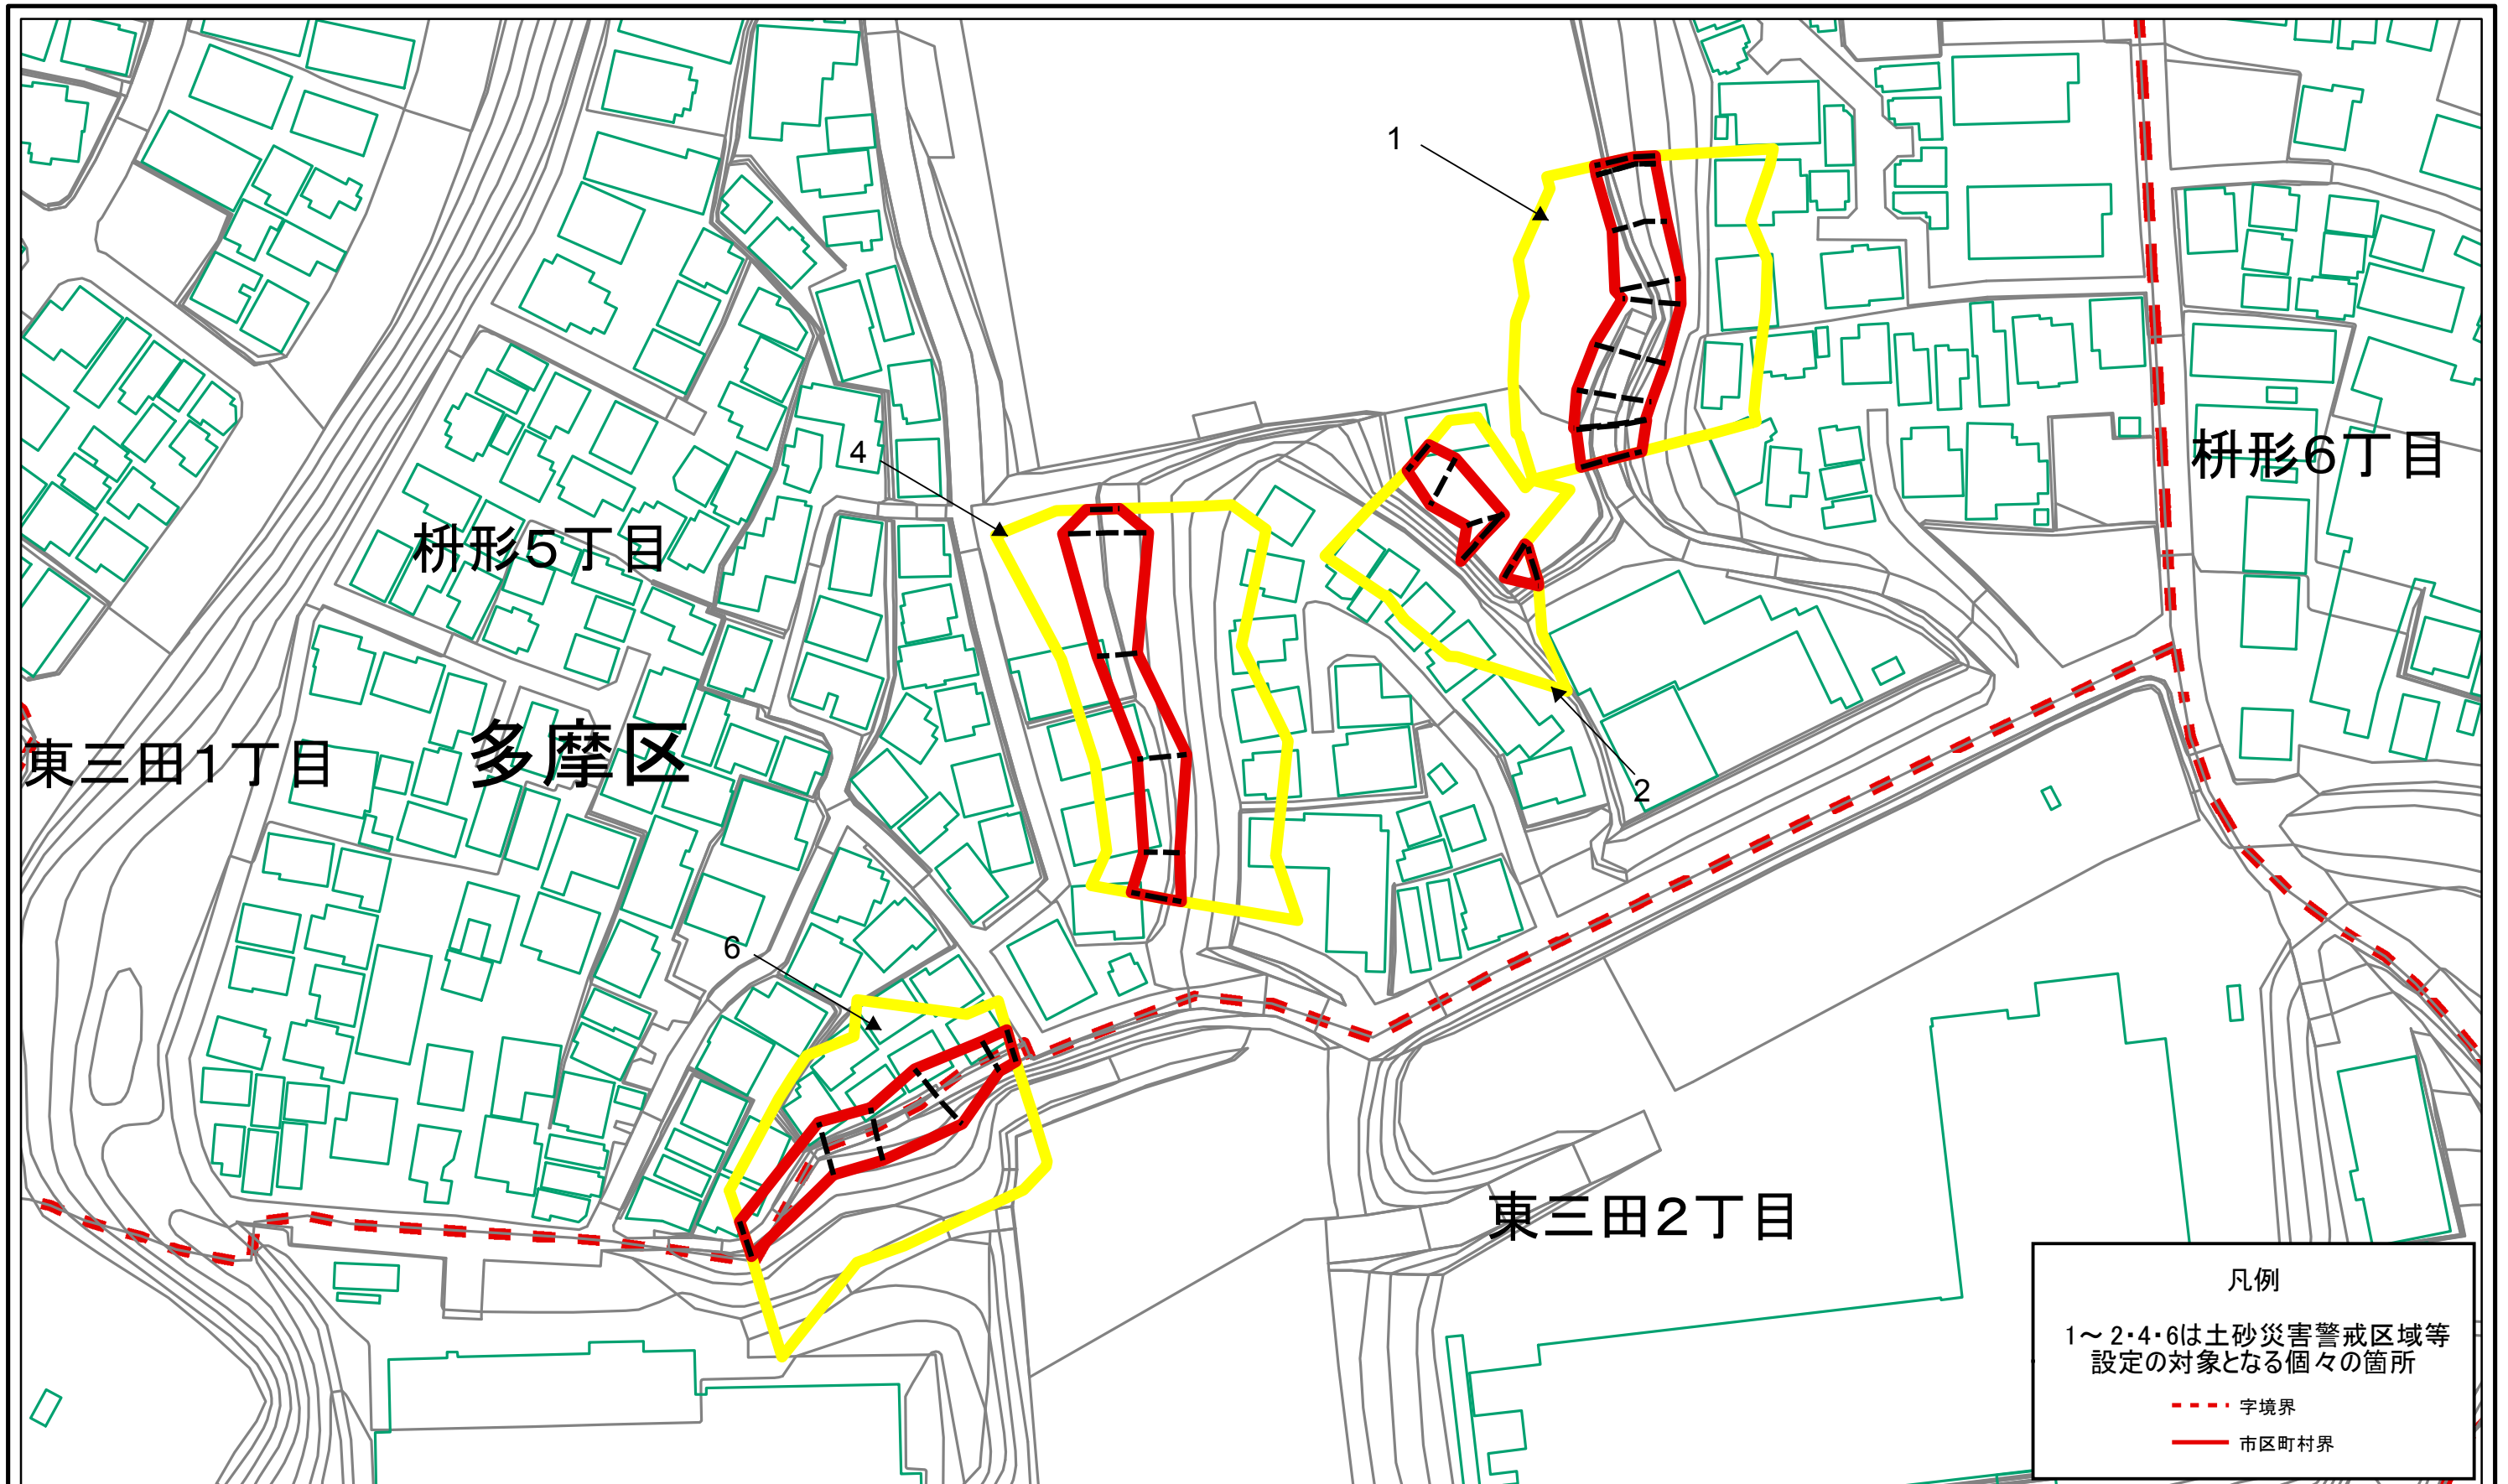 1
4
枡形6丁目
枡形5丁目
東三田1丁目
多摩区
2
6
東三田2丁目
凡例
1～2・4・6は土砂災害警戒区域等
設定の対象となる個々の箇所
字境界
市区町村界